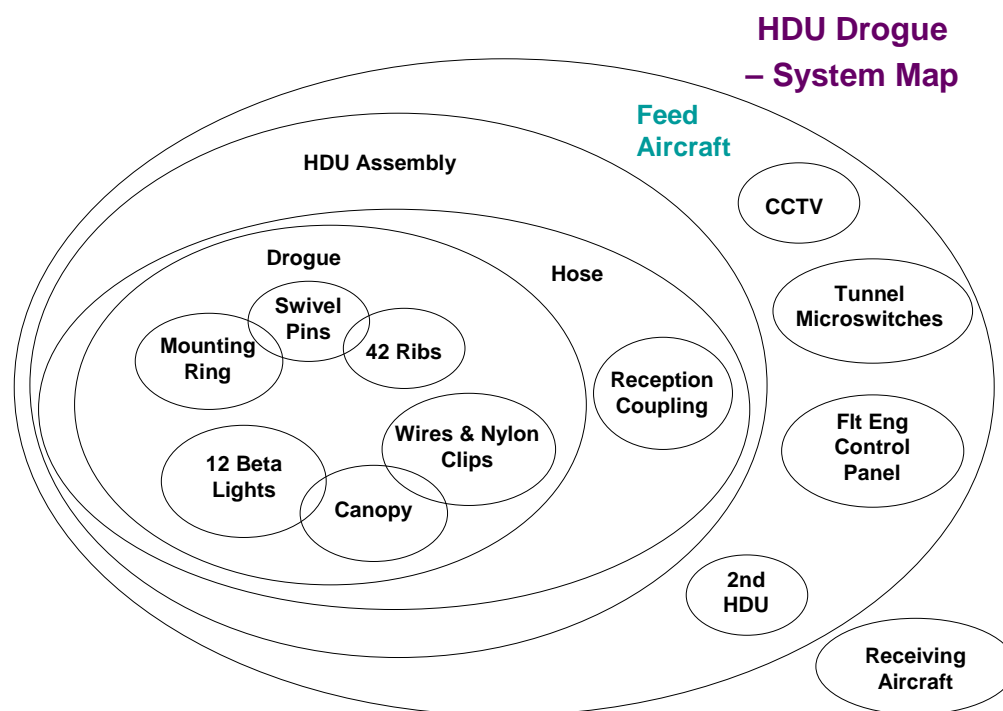 HDU Drogue
– System Map
Feed
Aircraft
HDU Assembly
CCTV
Drogue
Hose
Tunnel
Microswitches
Swivel
Pins
Mounting
Ring
42 Ribs
Reception
Coupling
Flt Eng
Control
Panel
Wires & Nylon
Clips
12 Beta
Lights
Canopy
2nd
HDU
Receiving
Aircraft